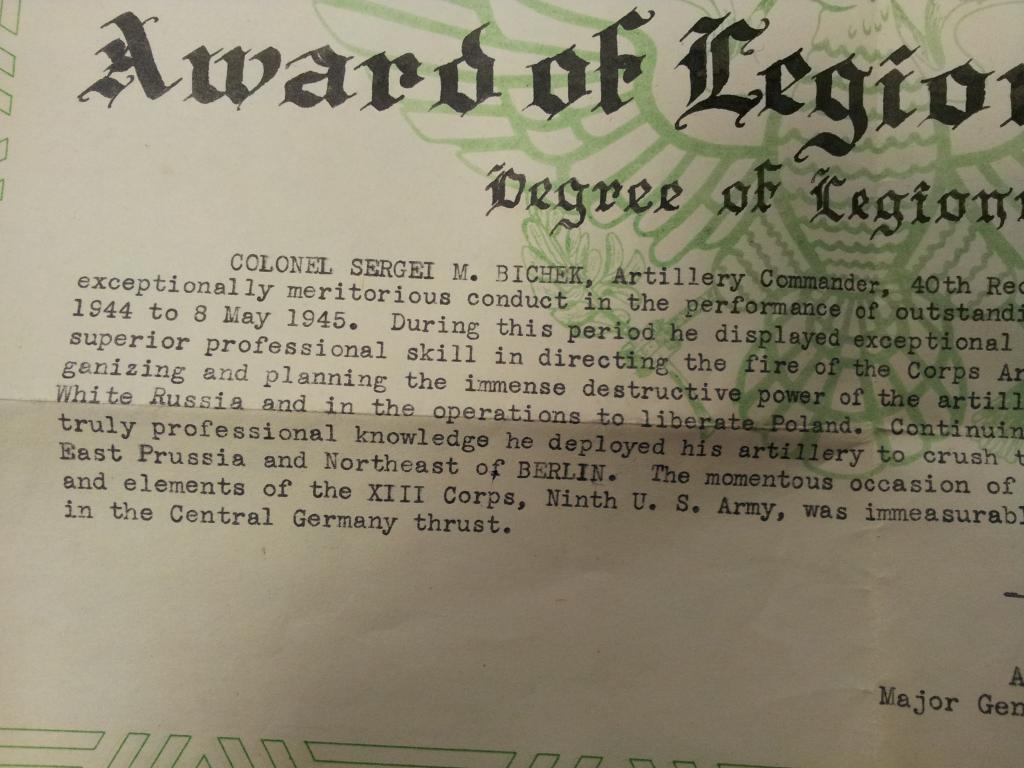 Award of Legion
Degree of Legionn
COLONEL SERGEI M. BICHEK, Artillery Commander, 40th Rec
exceptionally meritorious conduct in the performance of outstandi
1944 to 8 May 1945. During this period he displayed exceptional
superior professional skill in directing the fire of the Corps Ar
ganizing and planning the immense destructive power of the artill
White Russia and in the operations to liberate Poland. Continuin
truly professional knowledge he deployed his artillery to crush t
East Prussia and Northeast of BERLIN. The momentous occasion of
and elements of the XIII Corps, Ninth U. S. Army, was immeasurabl
in the Central Germany thrust.
A
Major Gen